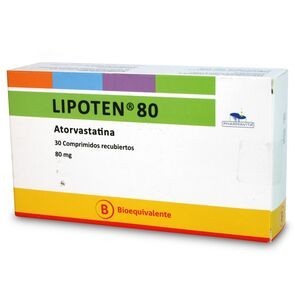 LIPOTEN® 80
Atorvastatina
30 Comprimidos recubiertos
80 mg
B Bioequivalente